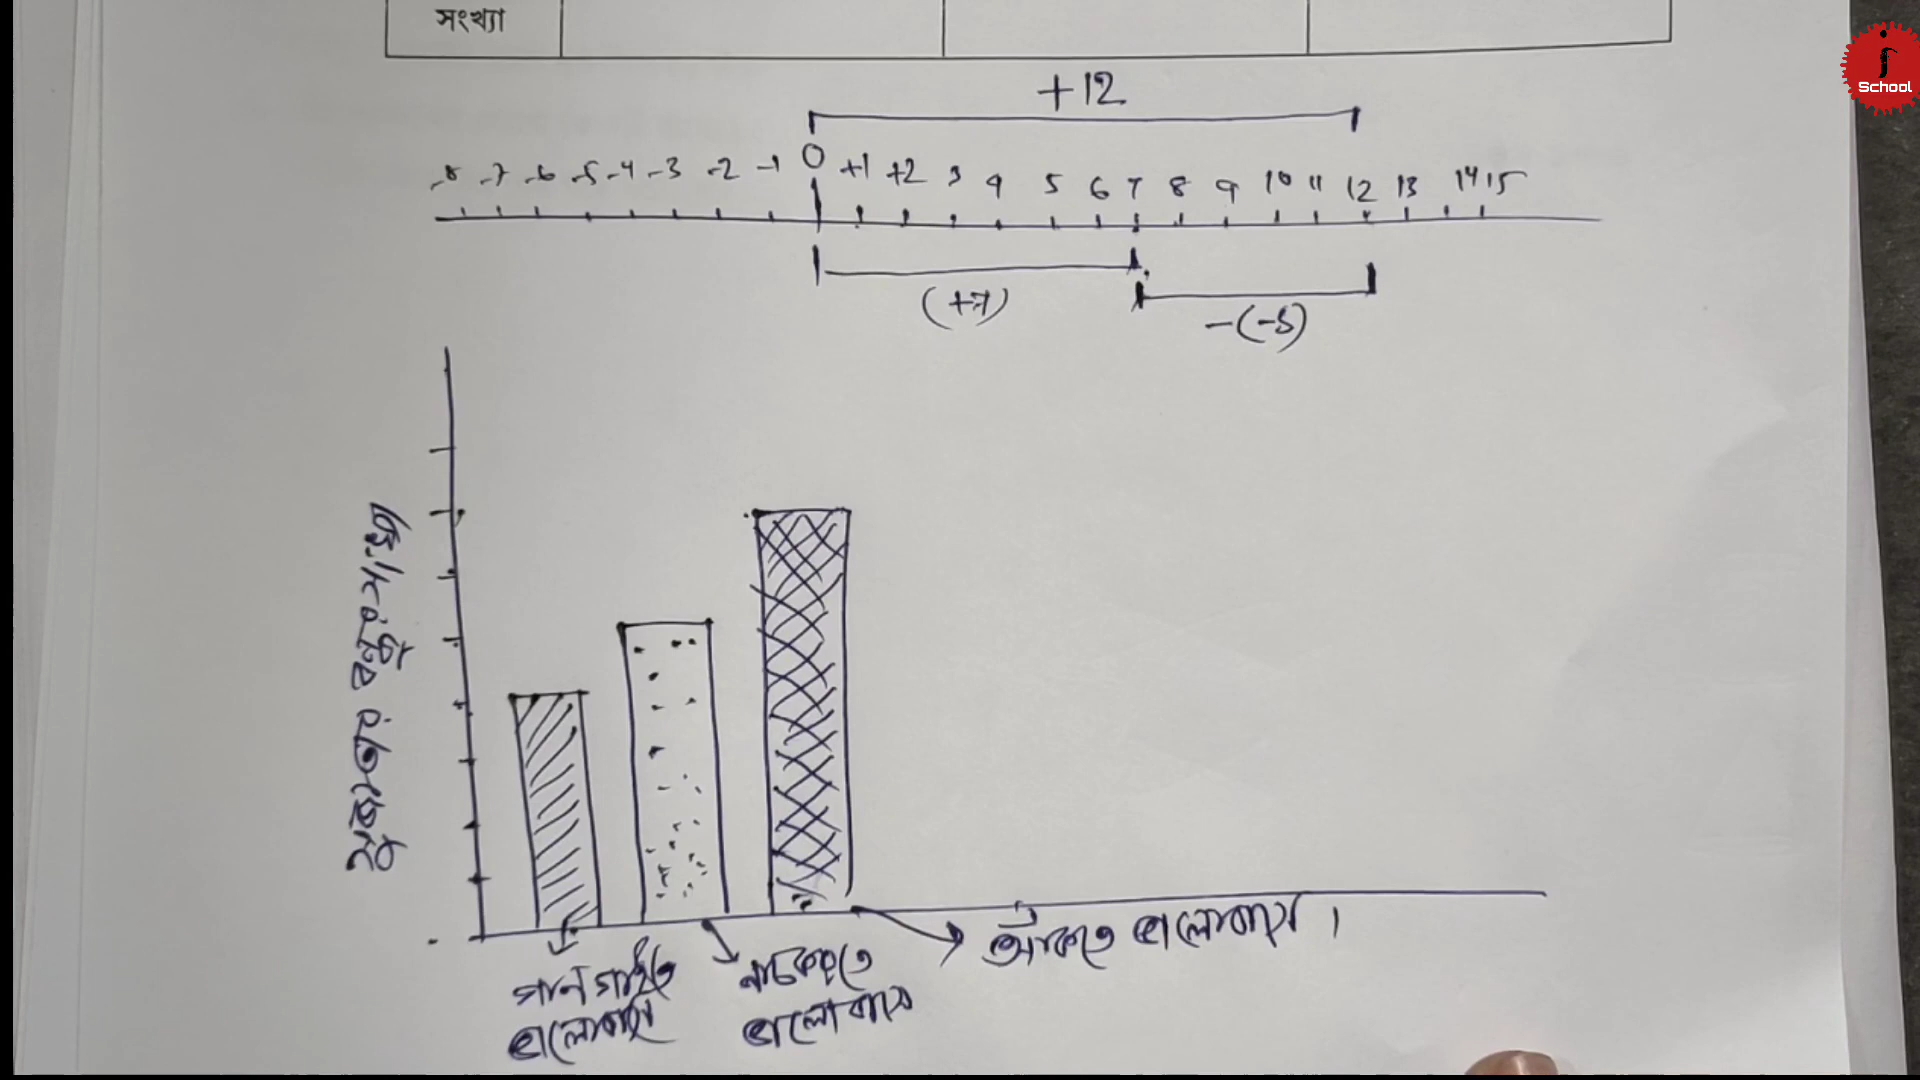 সংখ্যা
School
+12
-8 -7 -6 -5 -4 -3 -2 -1 0 +1 +2 3 4 5 6 7 8 9 10 11 12 13 14 15
(+7)
-(-5)
গান গাইতে
ভালোবাসে
নাচ করতে
ভালোবাসে
আঁকতে ভালোবাসে।